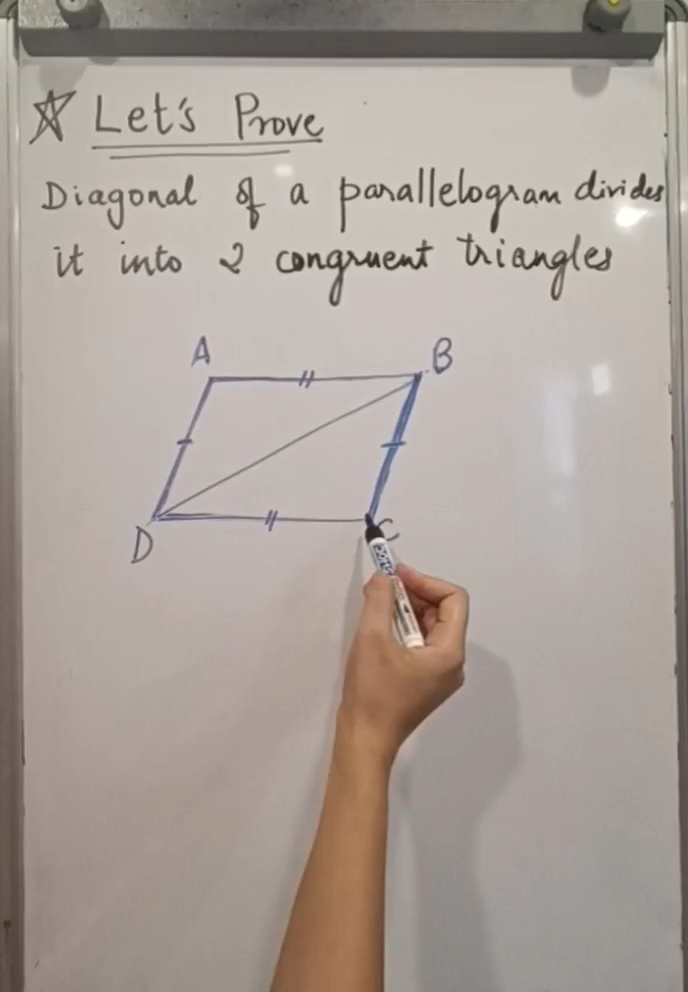 Let's Prove
Diagonal of a parallelogram divides
it into 2 congruent triangles
A
B
D
C